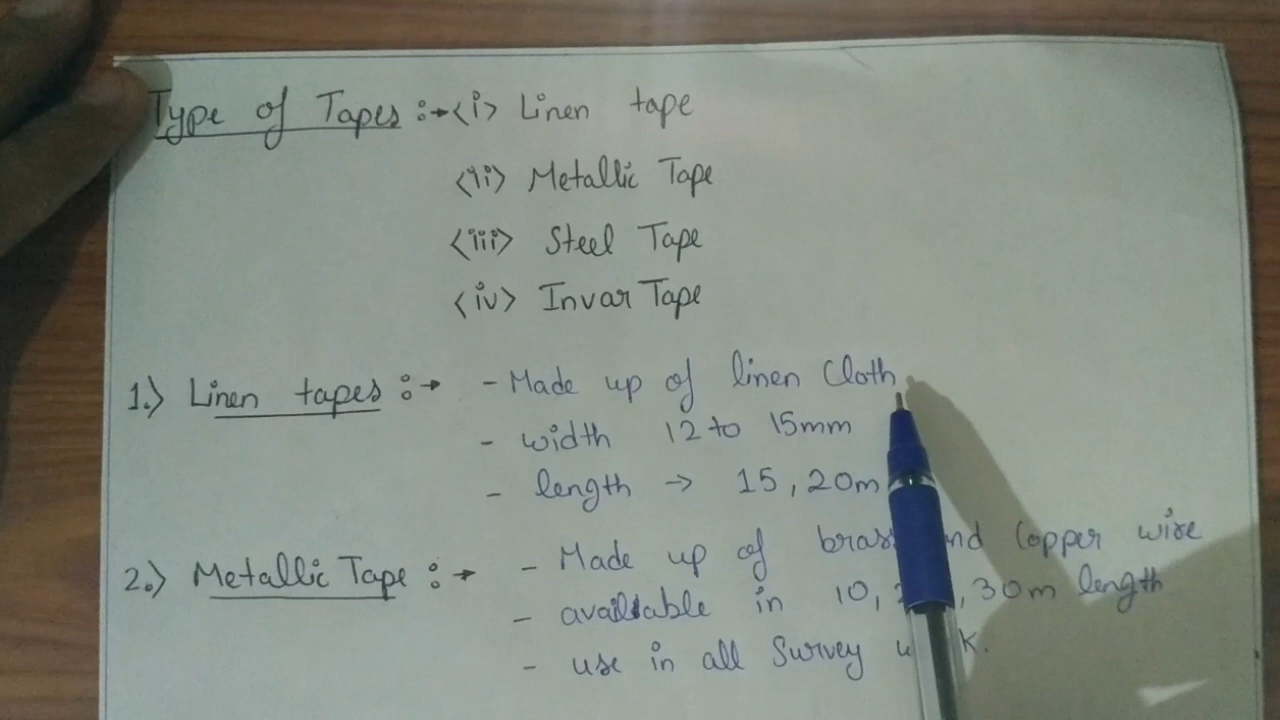 Type of Tapes :→ <i> Linen tape
<ii> Metallic Tape
<iii> Steel Tape
<iv> Invar Tape
1.) Linen tapes :→ - Made up of linen Cloth
- width 12 to 15mm
- length → 15, 20m
2.) Metallic Tape :→ - Made up of and Copper wire
- available in 10, , 30m length
- use in all Survey